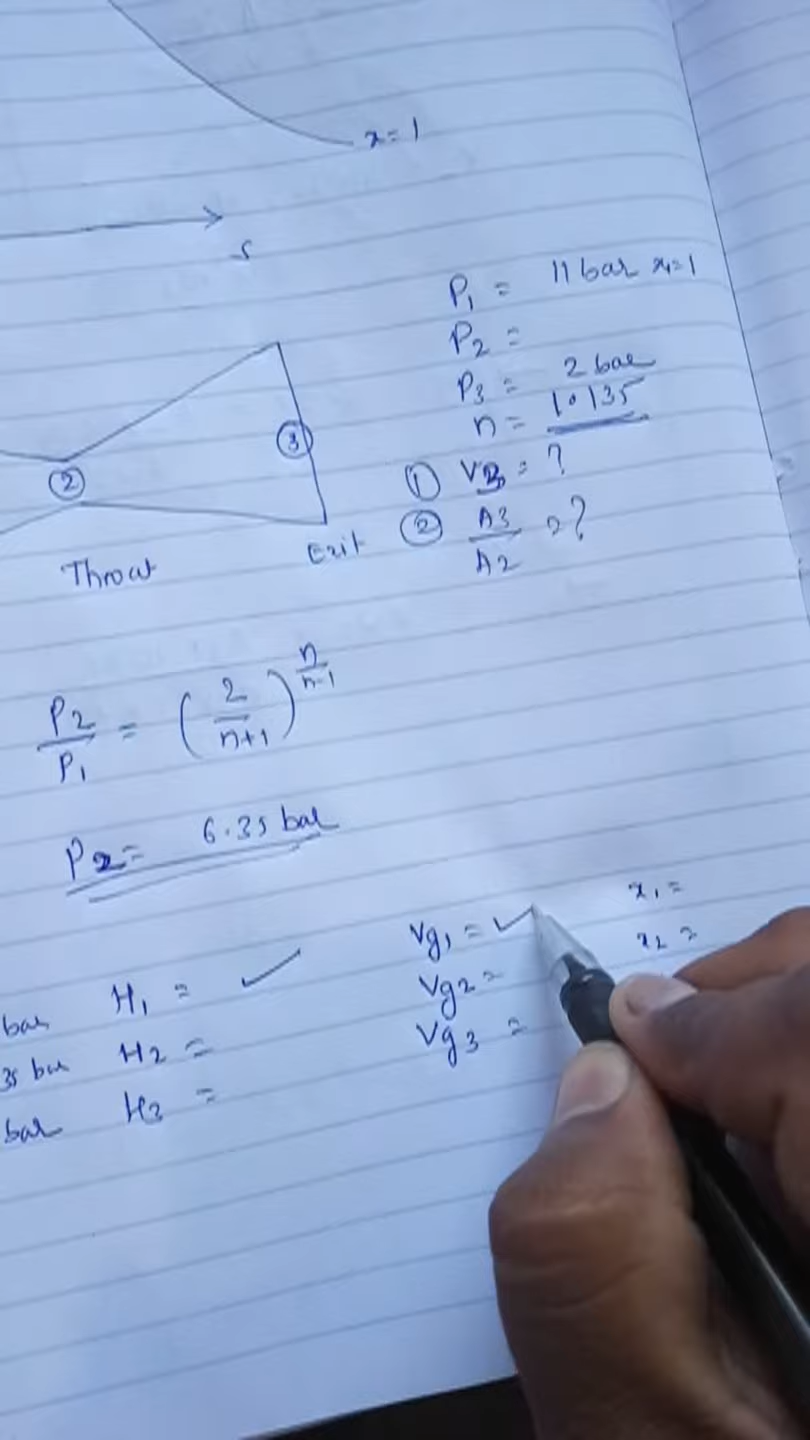 x=1
s
P₁ = 11 bar x₁=1
P₂ =
P₃ = 2 bar
n = 1.135
① V₃ = ?
② A3/A2 = ?
②
③
Throat
Exit
P2/P₁ = (2/n+1)^n/n-1
P2 = 6.35 bar
bar H₁ = ✓ Vg₁ = ✓ x₁ =
35 bar H2 = Vg2 = x2 =
bar H3 = Vg3 =